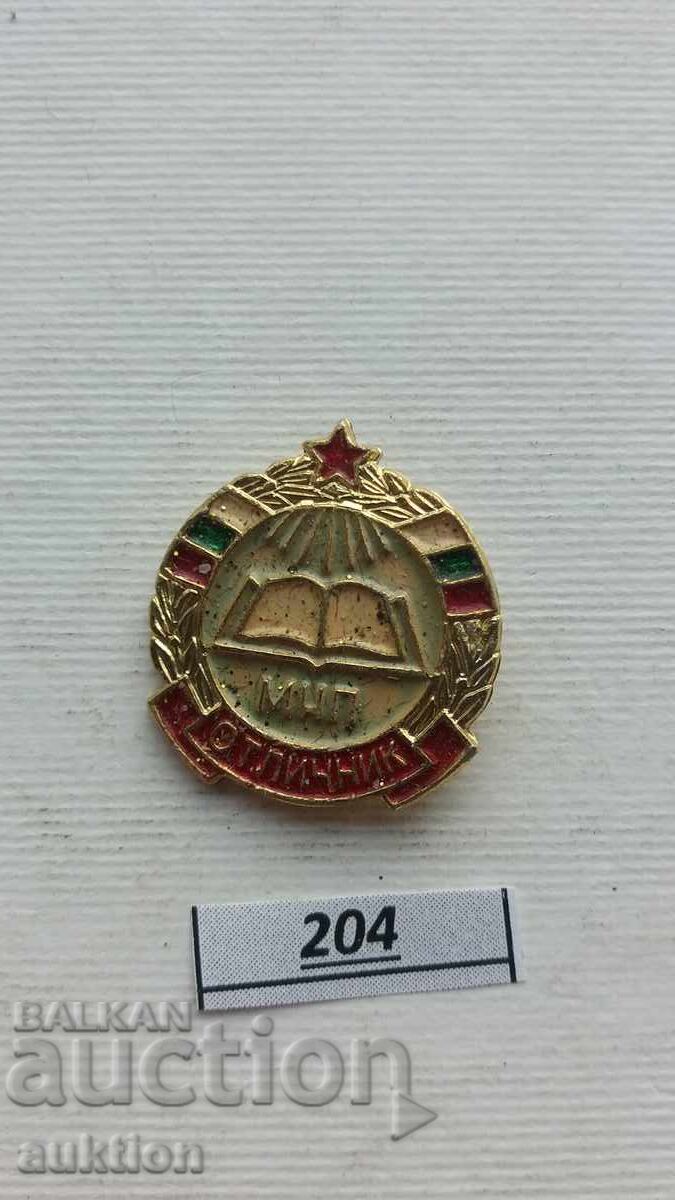 МНП
ОТЛИЧНИК
204
BALKAN
auction
auktion